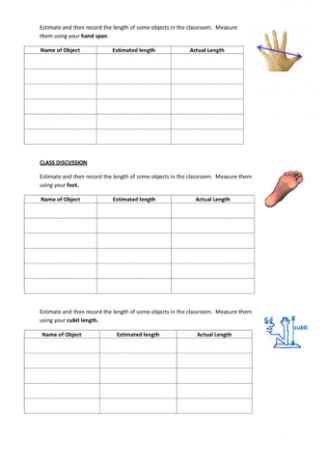 Estimate and then record the length of some objects in the classroom. Measure
them using your hand span.
Name of Object Estimated length Actual Length
CLASS DISCUSSION
Estimate and then record the length of some objects in the classroom. Measure them
using your foot.
Name of Object Estimated length Actual Length
Estimate and then record the length of some objects in the classroom. Measure them
using your cubit length.
cubit
Name of Object Estimated length Actual Length